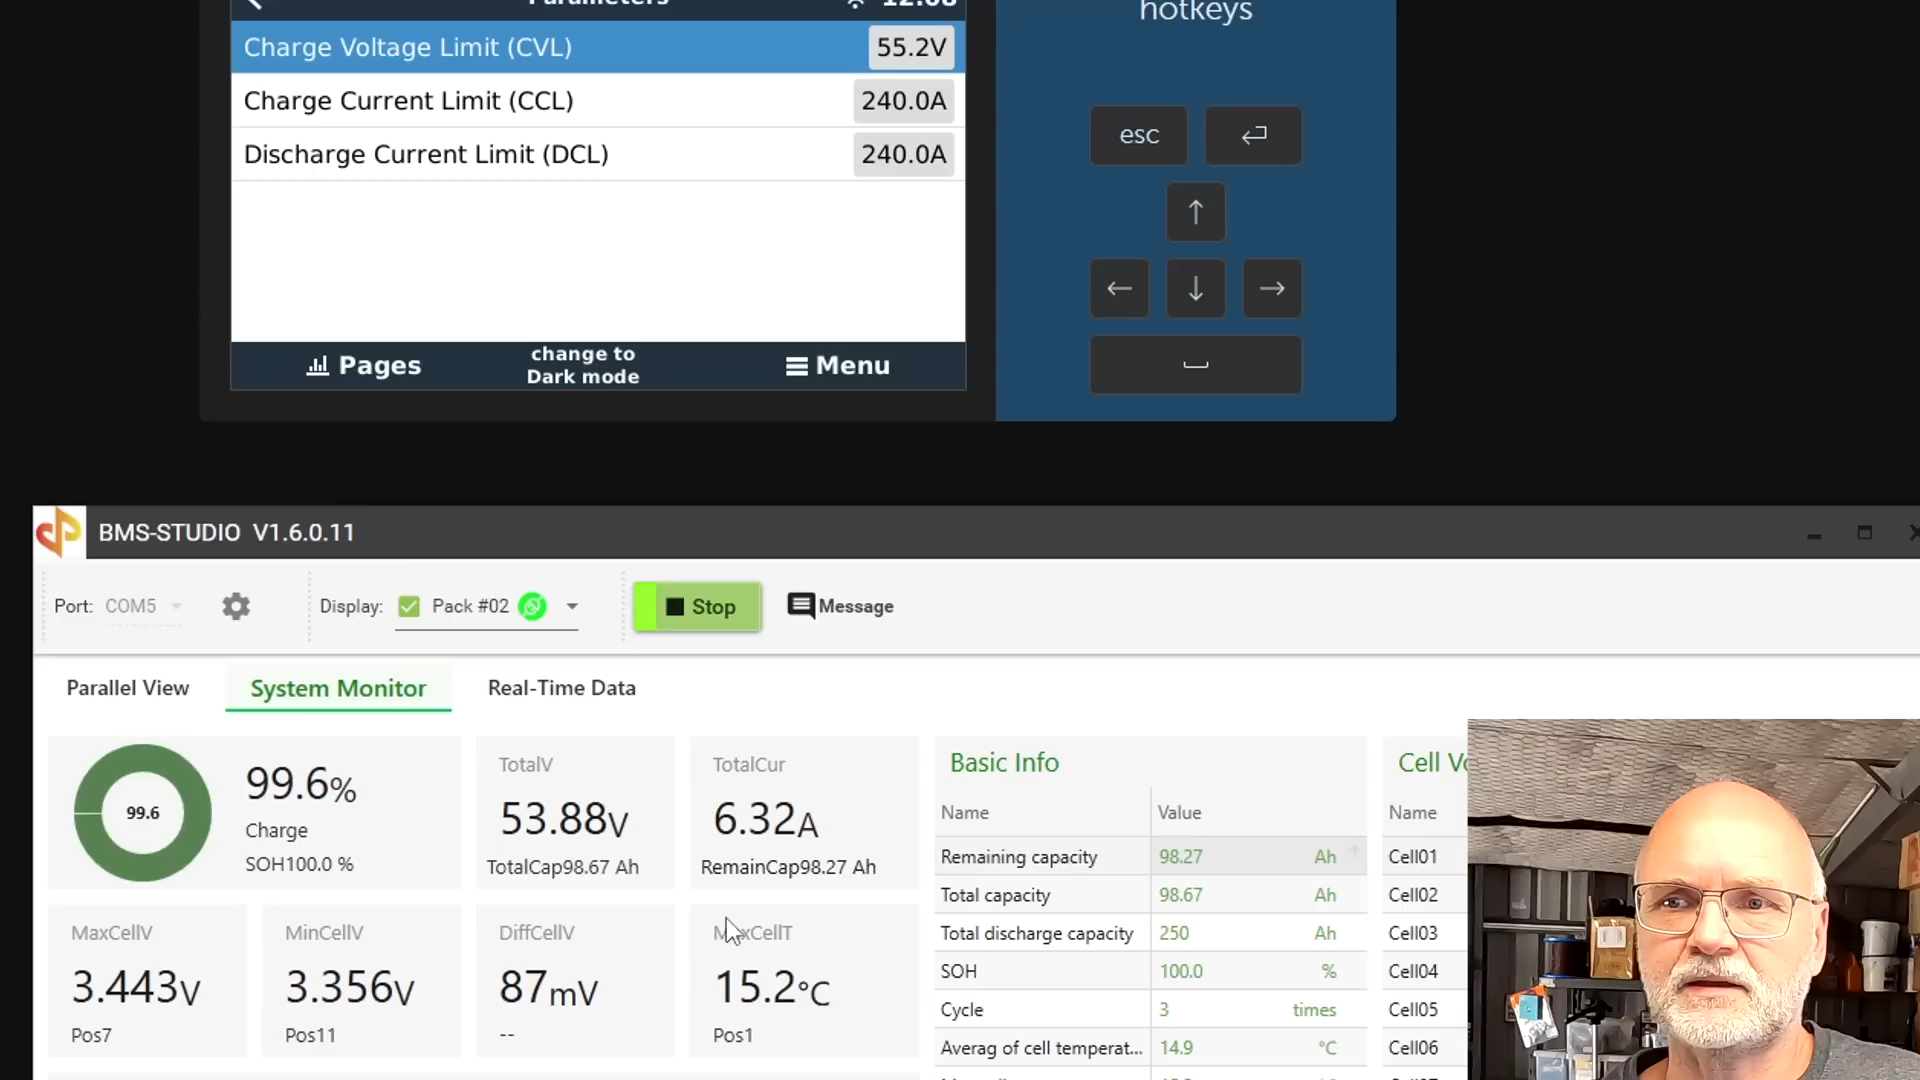 Parameters
12:08
hotkeys
Charge Voltage Limit (CVL) 55.2V
Charge Current Limit (CCL) 240.0A
Discharge Current Limit (DCL) 240.0A
esc
Pages
change to
Dark mode
Menu
BMS-STUDIO V1.6.0.11
Port: COM5
Display: Pack #02
Stop
Message
Parallel View
System Monitor
Real-Time Data
99.6
99.6%
Charge
SOH100.0 %
TotalV
53.88V
TotalCap98.67 Ah
TotalCur
6.32A
RemainCap98.27 Ah
MaxCellV
3.443V
Pos7
MinCellV
3.356V
Pos11
DiffCellV
87mV
--
MaxCellT
15.2°C
Pos1
Basic Info
Name Value
Remaining capacity 98.27 Ah
Total capacity 98.67 Ah
Total discharge capacity 250 Ah
SOH 100.0 %
Cycle 3 times
Averag of cell temperat... 14.9 °C
Cell
Name
Cell01
Cell02
Cell03
Cell04
Cell05
Cell06